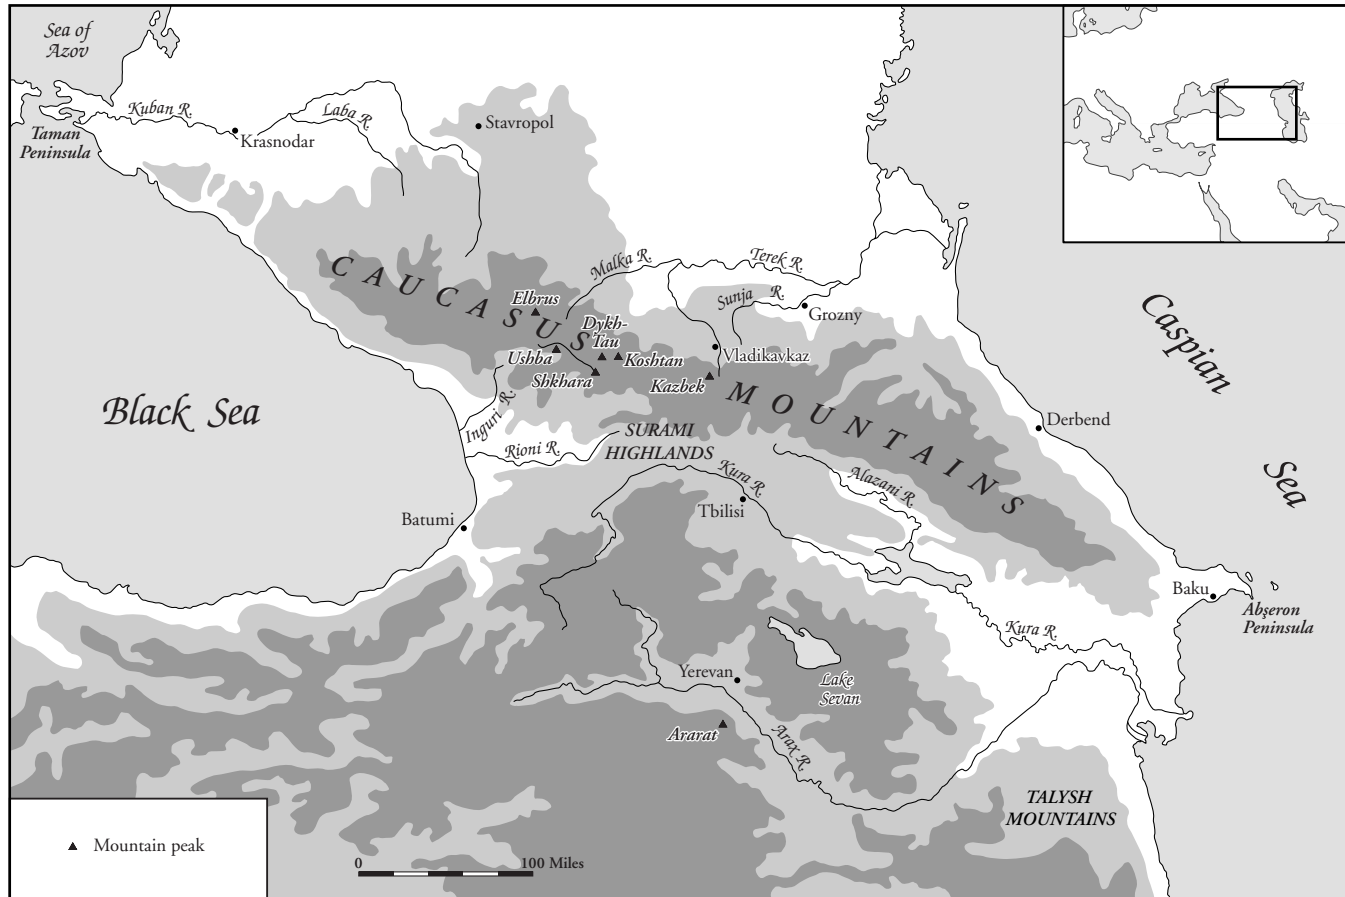 Sea of
Azov
Kuban R.
Laba R.
Taman
Peninsula
Krasnodar
Stavropol
CAUCASUS
Malka R.
Terek R.
Sunja R.
Grozny
Elbrus
Dykh-
Tau
Ushba
Koshtan
Vladikavkaz
Shkhara
Kazbek
MOUNTAINS
Caspian
Sea
Black Sea
Inguri R.
Rioni R.
SURAMI
HIGHLANDS
Derbend
Kura R.
Alazani R.
Tbilisi
Batumi
Baku
Abşeron
Peninsula
Kura R.
Yerevan
Lake
Sevan
Ararat
Arax R.
TALYSH
MOUNTAINS
Mountain peak
0 100 Miles